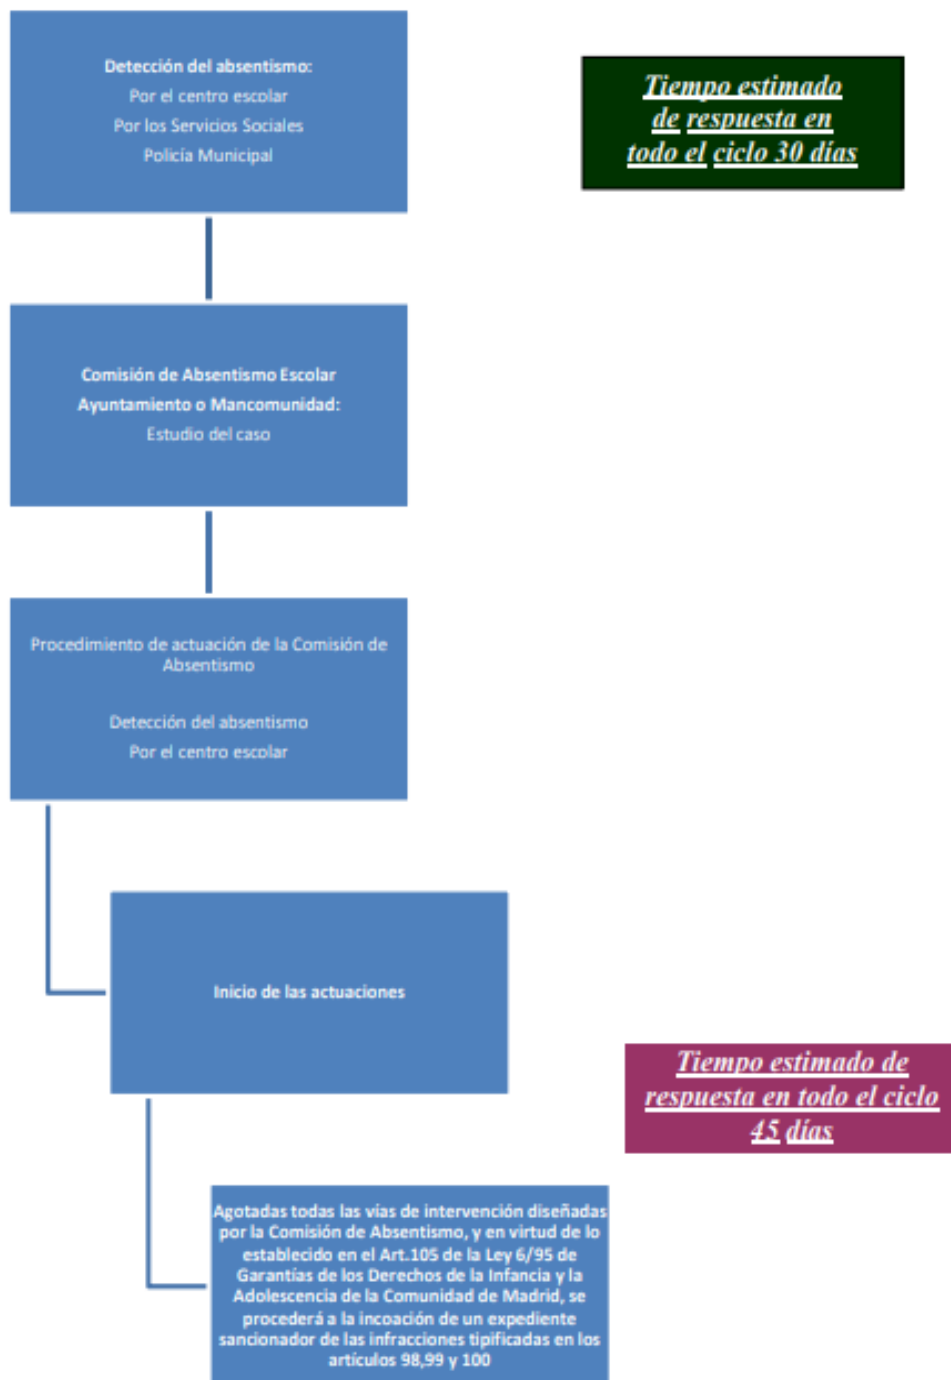 Detección del absentismo:
Por el centro escolar
Por los Servicios Sociales
Policía Municipal
Tiempo estimado
de respuesta en
todo el ciclo 30 días
Comisión de Absentismo Escolar
Ayuntamiento o Mancomunidad:
Estudio del caso
Procedimiento de actuación de la Comisión de
Absentismo
Detección del absentismo
Por el centro escolar
Inicio de las actuaciones
Tiempo estimado de
respuesta en todo el ciclo
45 días
Agotadas todas las vías de intervención diseñadas
por la Comisión de Absentismo, y en virtud de lo
establecido en el Art.105 de la Ley 6/95 de
Garantías de los Derechos de la Infancia y la
Adolescencia de la Comunidad de Madrid, se
procederá a la incoación de un expediente
sancionador de las infracciones tipificadas en los
artículos 98,99 y 100